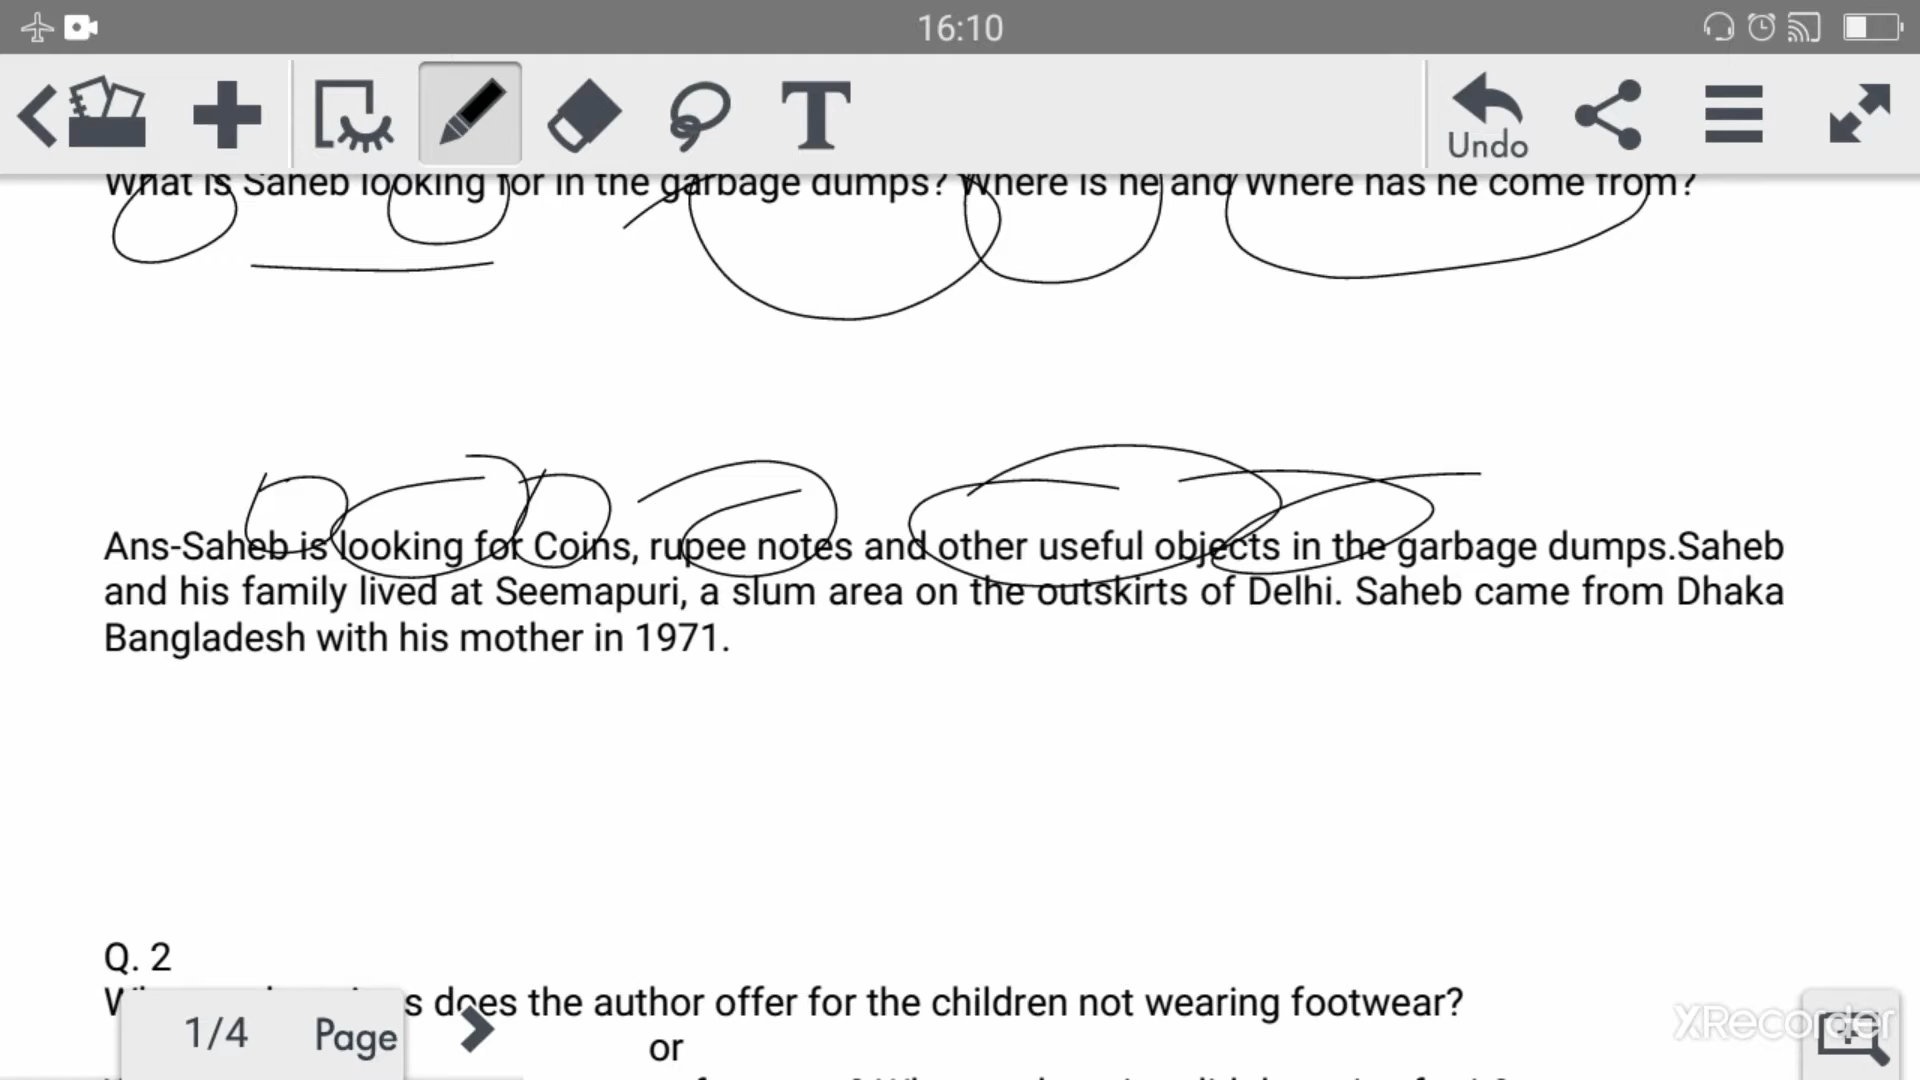 16:10
Undo
What is Saheb looking for in the garbage dumps? Where is he and Where has he come from?
Ans-Saheb is looking for Coins, rupee notes and other useful objects in the garbage dumps.Saheb
and his family lived at Seemapuri, a slum area on the outskirts of Delhi. Saheb came from Dhaka
Bangladesh with his mother in 1971.
Q. 2
does the author offer for the children not wearing footwear?
or
1/4 Page
XRecorder